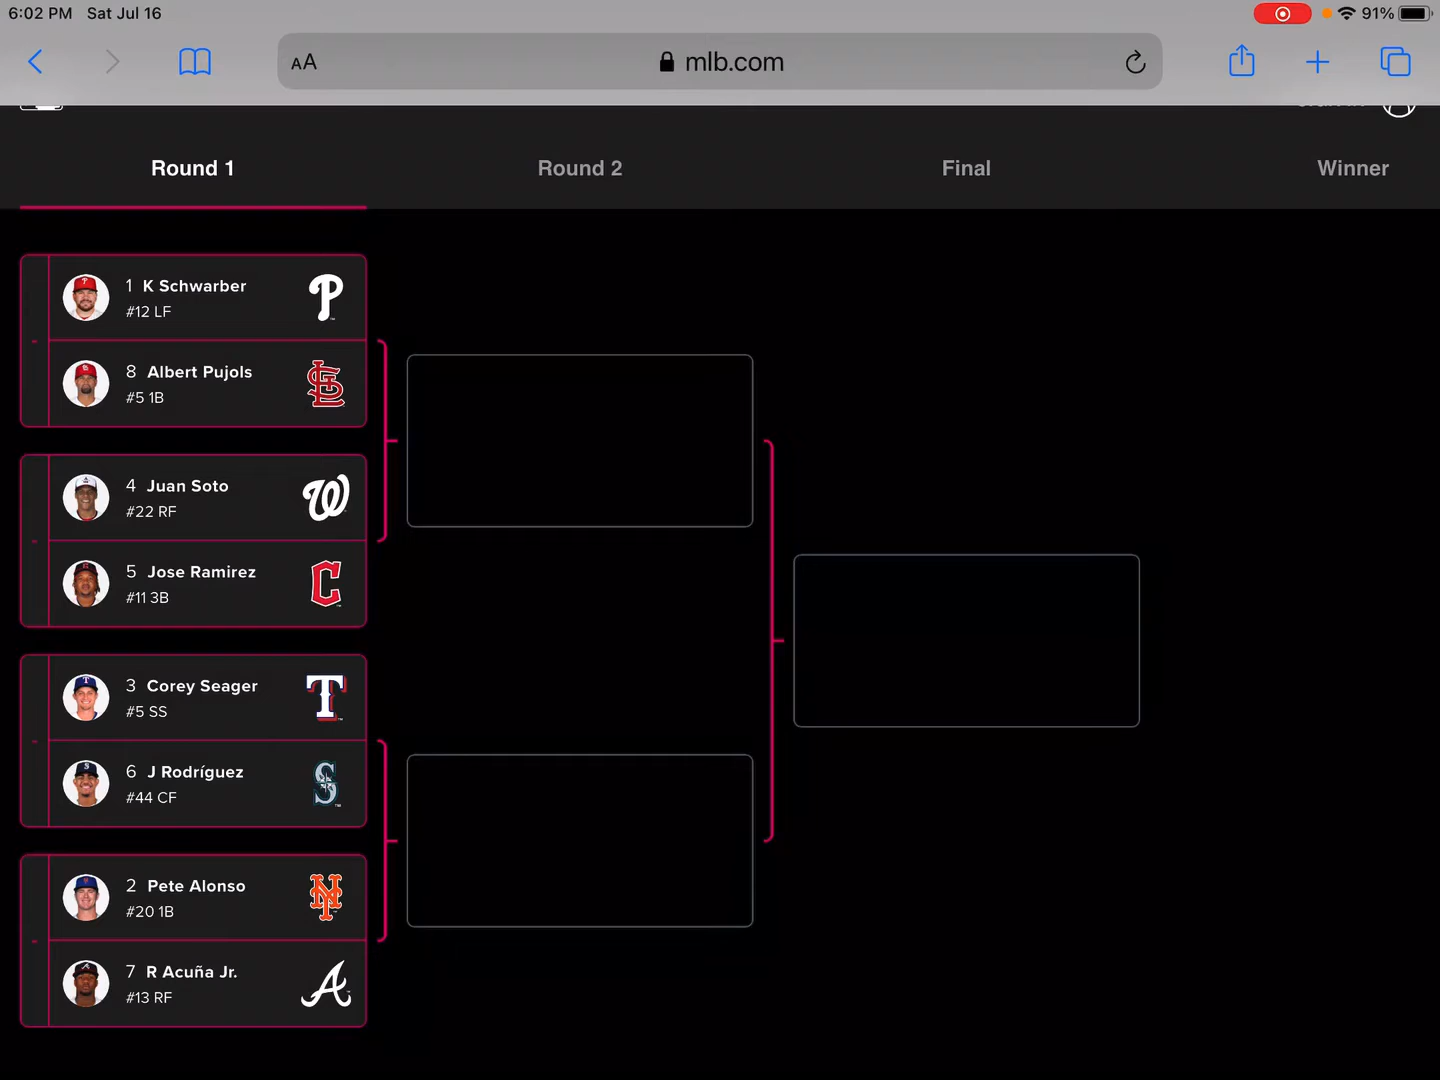 6:02 PM Sat Jul 16
91%
AA
mlb.com
Round 1
Round 2
Final
Winner
1 K Schwarber
#12 LF
8 Albert Pujols
#5 1B
4 Juan Soto
#22 RF
5 Jose Ramirez
#11 3B
3 Corey Seager
#5 SS
6 J Rodríguez
#44 CF
2 Pete Alonso
#20 1B
7 R Acuña Jr.
#13 RF